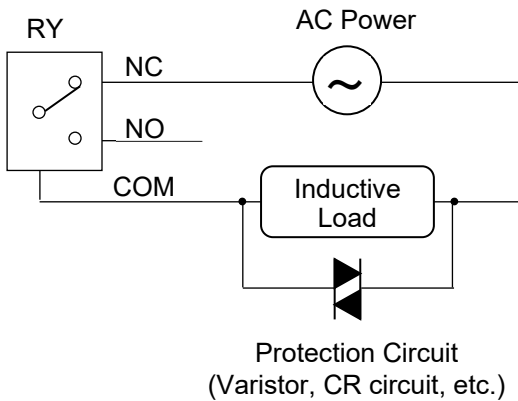 RY
AC Power
NC
~
NO
COM
Inductive
Load
Protection Circuit
(Varistor, CR circuit, etc.)